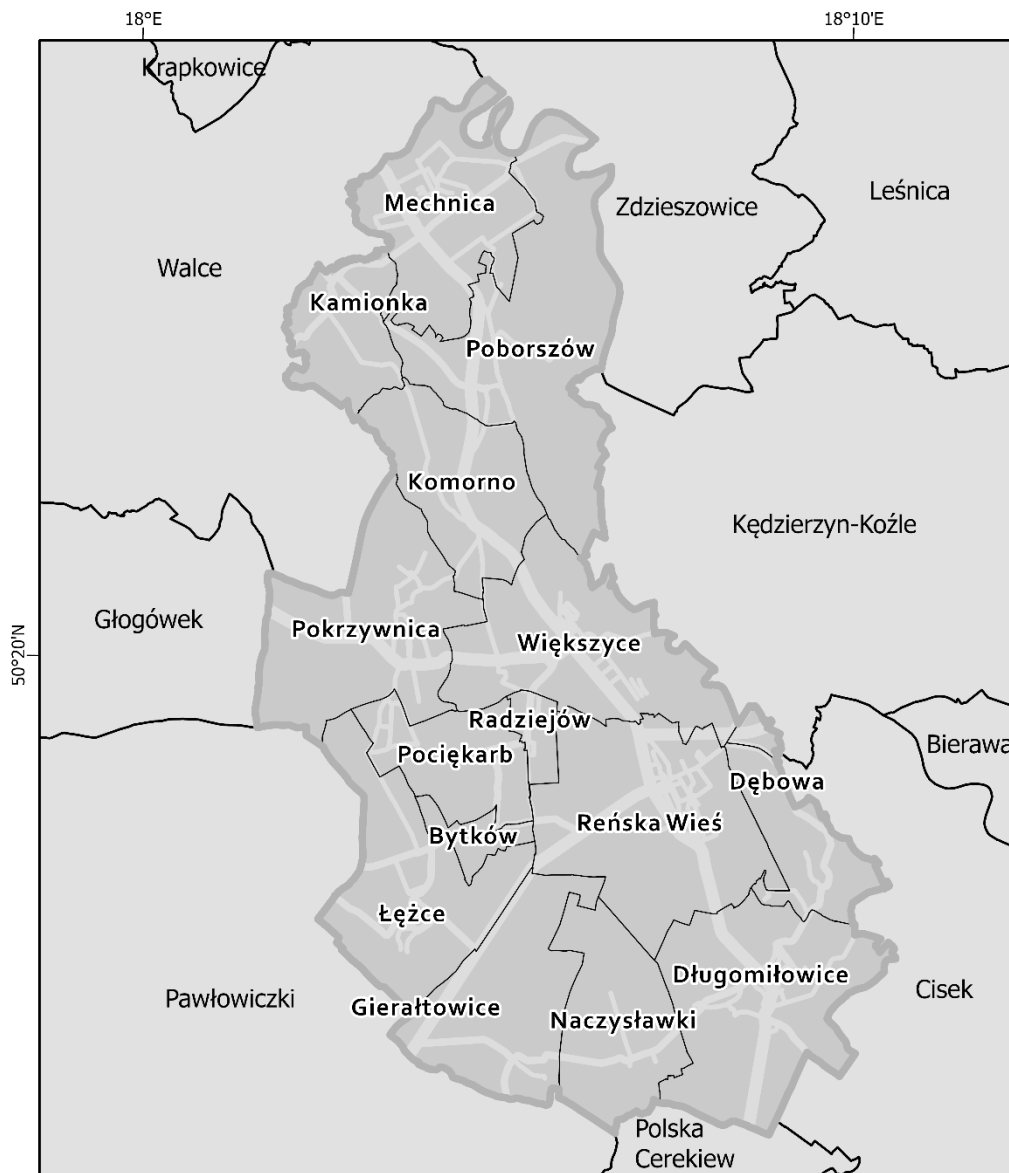 18°E
18°10'E
Krapkowice
Leśnica
Mechnica
Zdzieszowice
Walce
Kamionka
Poborszów
Komorno
Kędzierzyn-Koźle
Głogówek
Pokrzywnica
Większyce
50°20'N
Radziejów
Bierawa
Pociękarb
Dębowa
Bytków
Reńska Wieś
Łężce
Długomiłowice
Cisek
Pawłowiczki
Gierałtowice
Naczysławki
Polska
Cerekiew